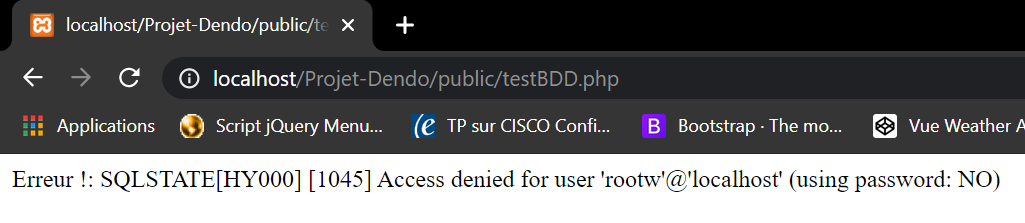 localhost/Projet-Dendo/public/te
localhost/Projet-Dendo/public/testBDD.php
Applications Script jQuery Menu... TP sur CISCO Confi... Bootstrap · The mo... Vue Weather A
Erreur !: SQLSTATE[HY000] [1045] Access denied for user 'rootw'@'localhost' (using password: NO)